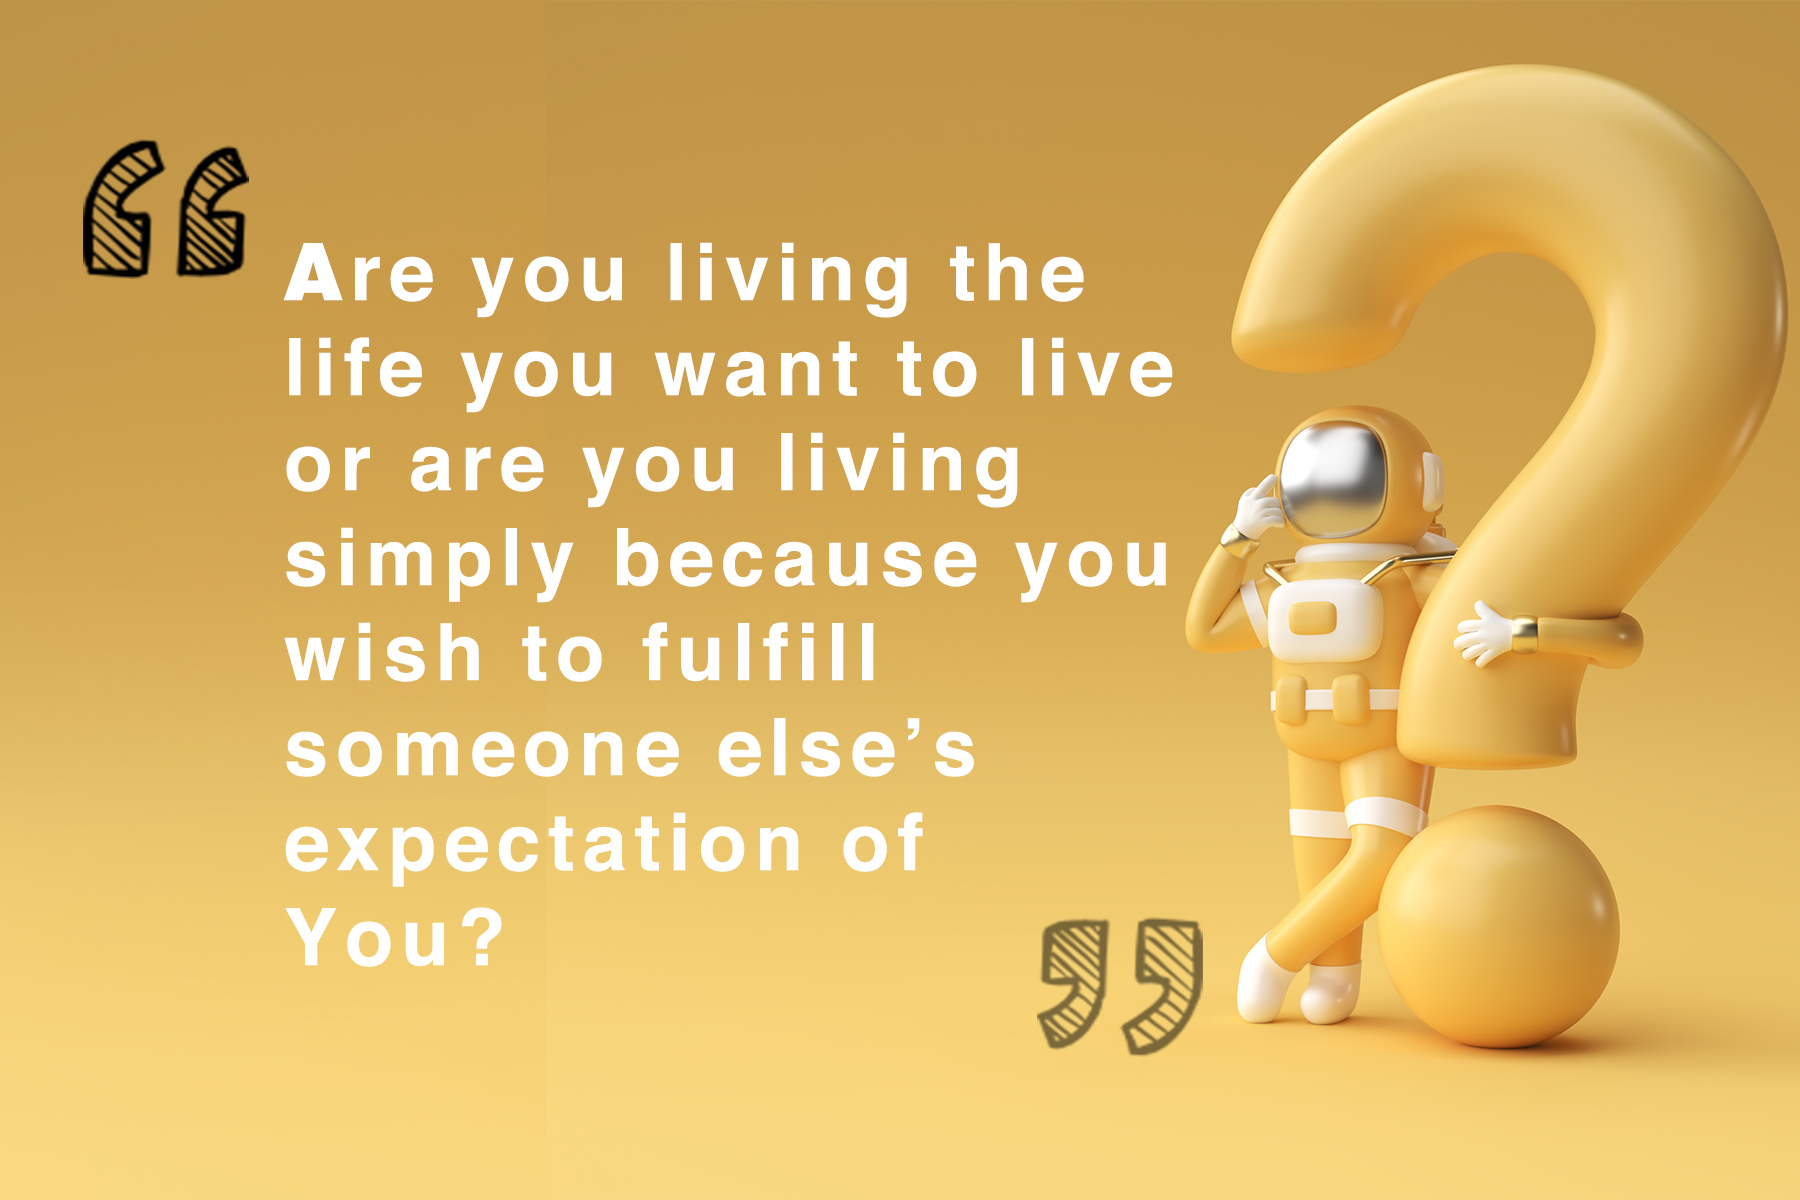 “
Are you living the
life you want to live
or are you living
simply because you
wish to fulfill
someone else’s
expectation of
You?
”